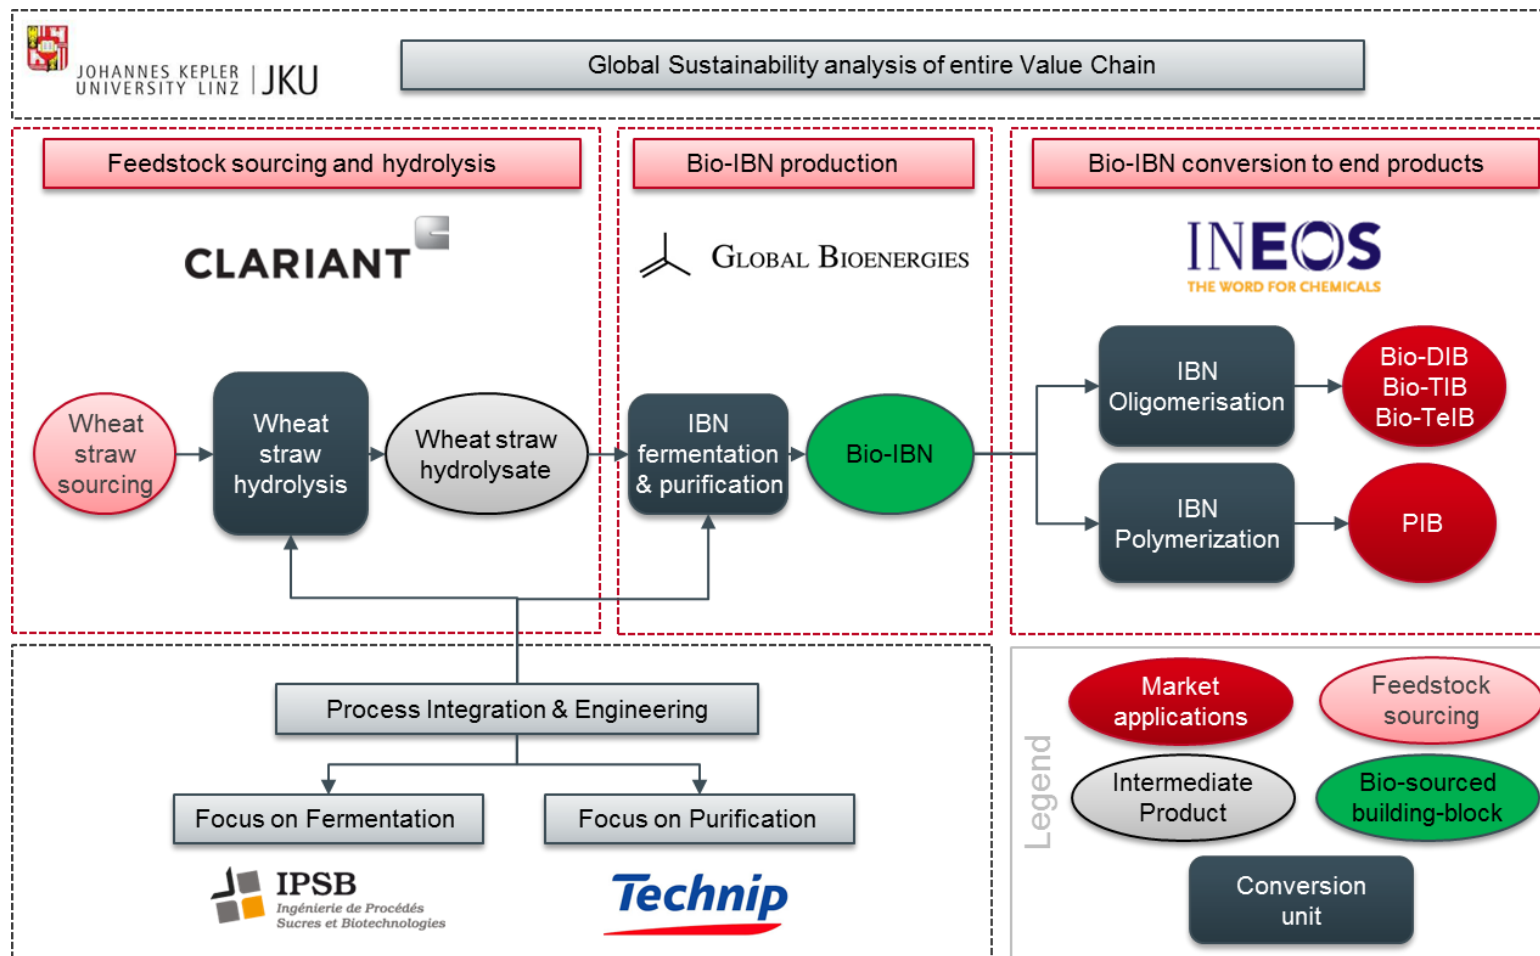 JOHANNES KEPLER
UNIVERSITY LINZ | JKU
Global Sustainability analysis of entire Value Chain
Feedstock sourcing and hydrolysis
Bio-IBN production
Bio-IBN conversion to end products
CLARIANT
GLOBAL BIOENERGIES
INEOS
THE WORD FOR CHEMICALS
Wheat
straw
sourcing
Wheat
straw
hydrolysis
Wheat straw
hydrolysate
IBN
fermentation
& purification
Bio-IBN
IBN
Oligomerisation
Bio-DIB
Bio-TIB
Bio-TeIB
IBN
Polymerization
PIB
Process Integration & Engineering
Focus on Fermentation
Focus on Purification
IPSB
Ingénierie de Procédés
Sucres et Biotechnologies
Technip
Legend
Market
applications
Feedstock
sourcing
Intermediate
Product
Bio-sourced
building-block
Conversion
unit